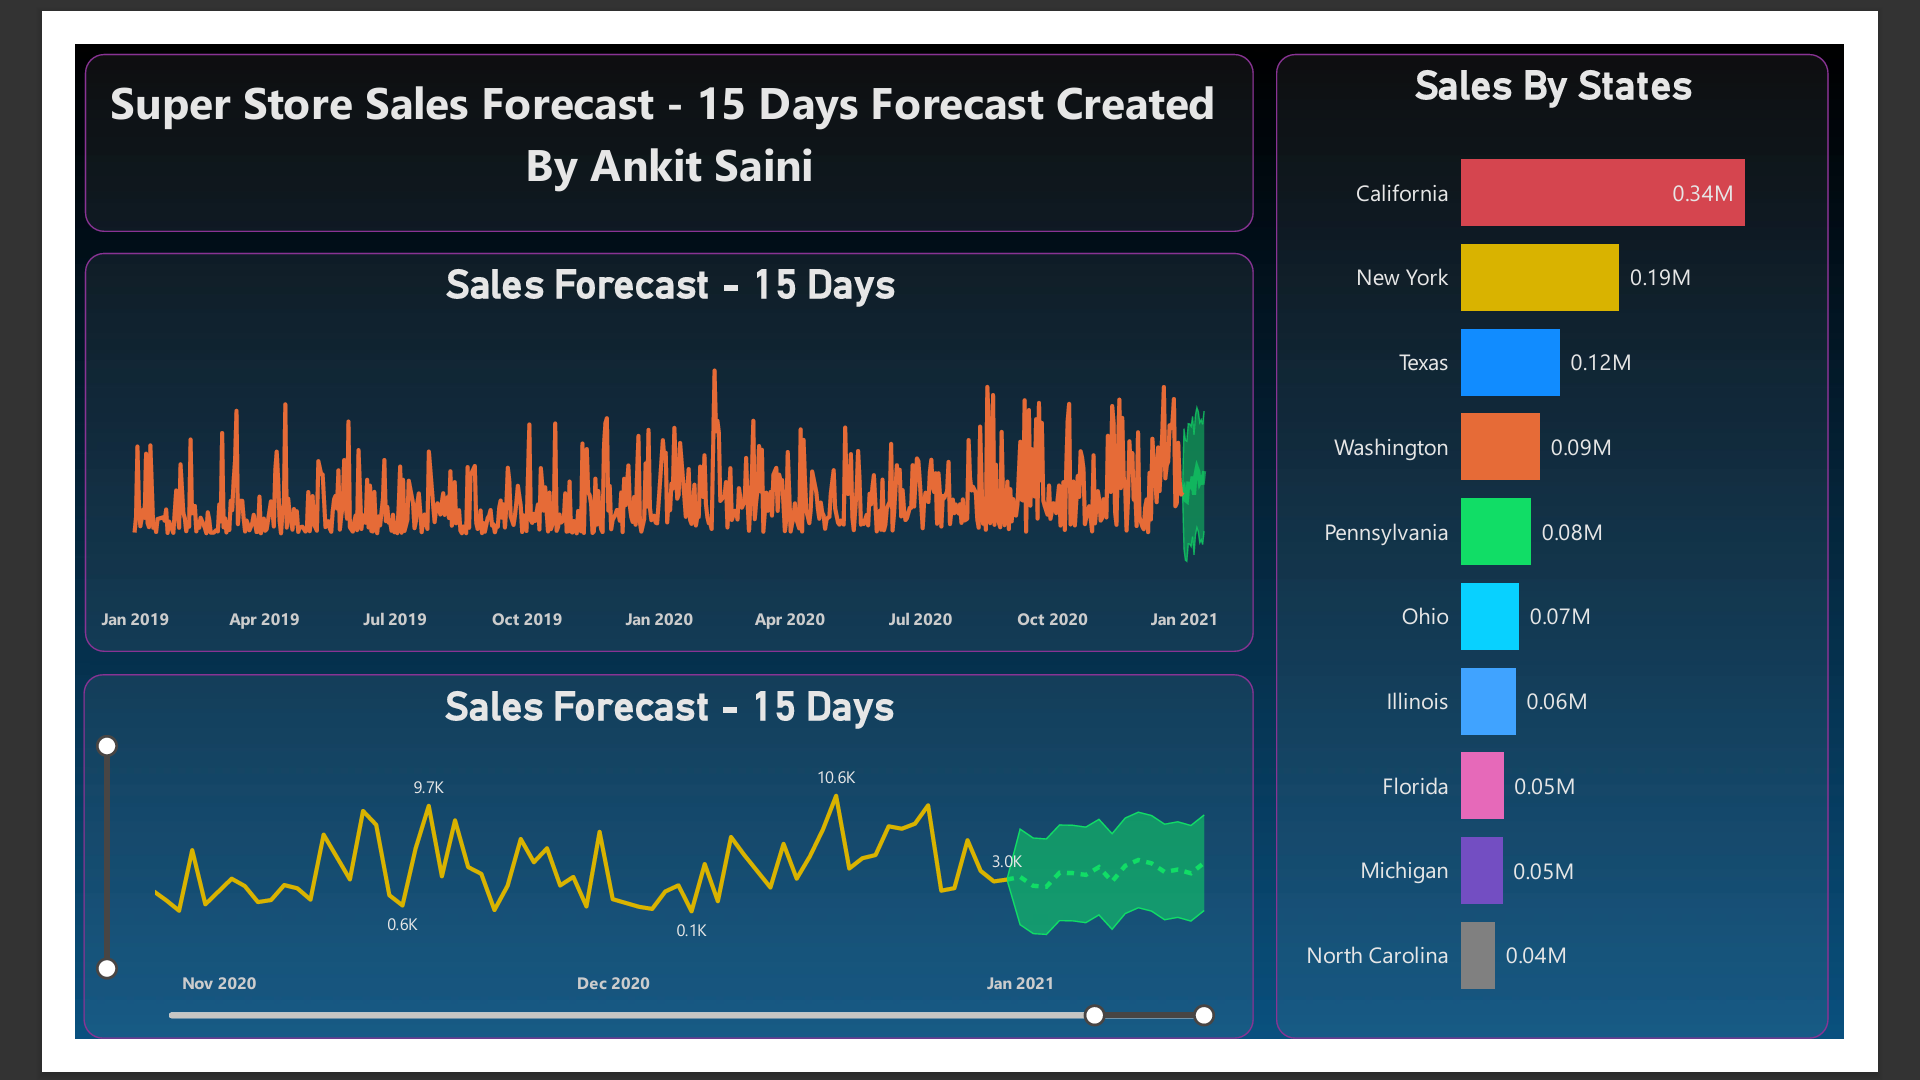 Super Store Sales Forecast - 15 Days Forecast Created
By Ankit Saini
Sales Forecast - 15 Days
Jan 2019
Apr 2019
Jul 2019
Oct 2019
Jan 2020
Apr 2020
Jul 2020
Oct 2020
Jan 2021
Sales Forecast - 15 Days
9.7K
10.6K
3.0K
0.6K
0.1K
Nov 2020
Dec 2020
Jan 2021
Sales By States
California
0.34M
New York
0.19M
Texas
0.12M
Washington
0.09M
Pennsylvania
0.08M
Ohio
0.07M
Illinois
0.06M
Florida
0.05M
Michigan
0.05M
North Carolina
0.04M